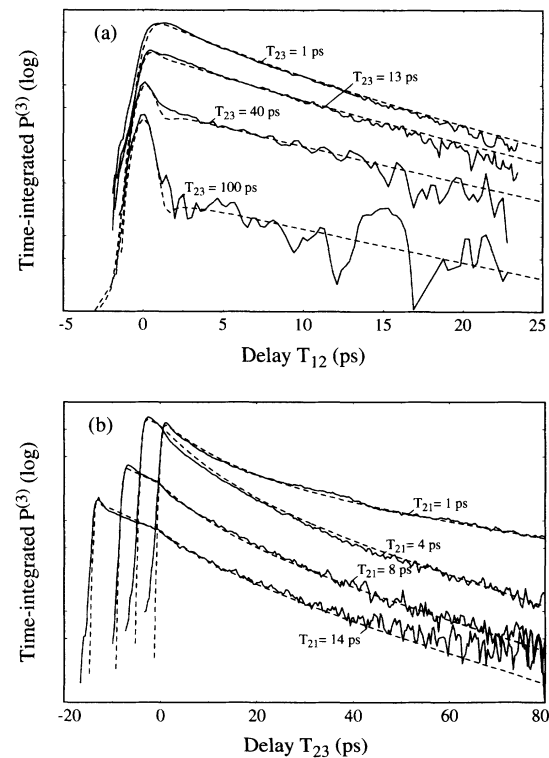 (a)
T23 = 1 ps
T23 = 13 ps
T23 = 40 ps
T23 = 100 ps
Time-integrated P(3) (log)
-5 0 5 10 15 20 25
Delay T12 (ps)
(b)
T21= 1 ps
T21= 4 ps
T21= 8 ps
T21= 14 ps
Time-integrated P(3) (log)
-20 0 20 40 60 80
Delay T23 (ps)